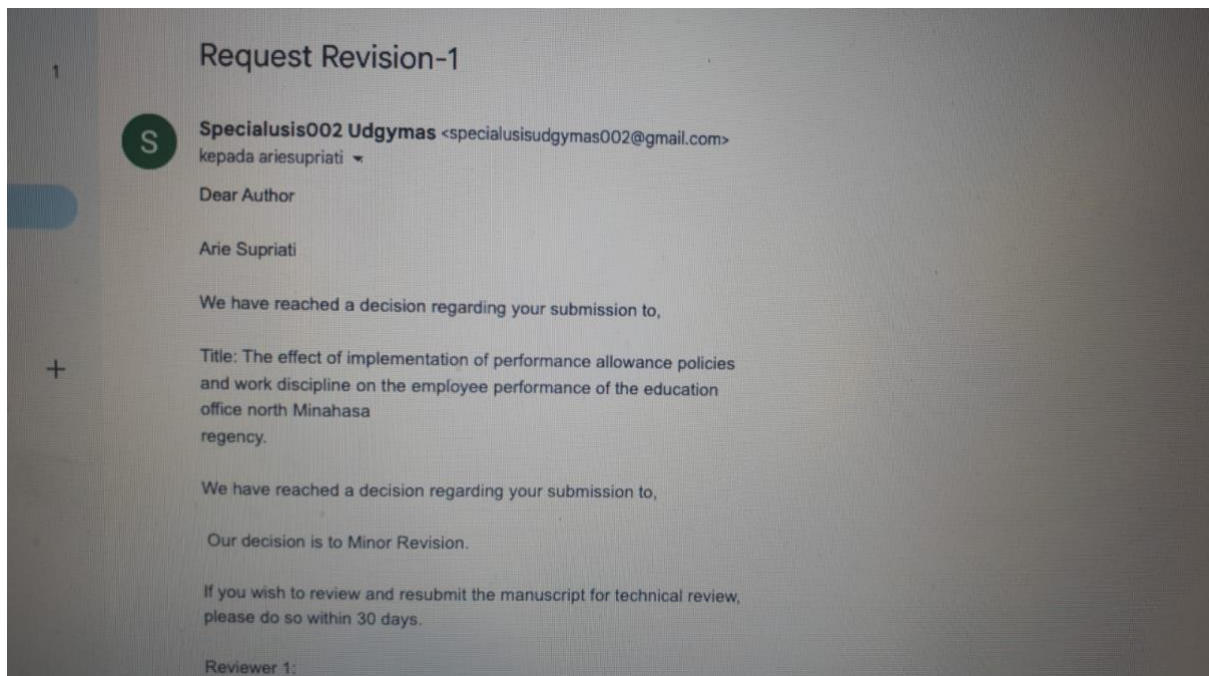 Request Revision-1
1
S
Specialusis002 Udgymas <specialusisudgymas002@gmail.com>
kepada ariesupriati
Dear Author
Arie Supriati
We have reached a decision regarding your submission to,
Title: The effect of implementation of performance allowance policies
and work discipline on the employee performance of the education
office north Minahasa
regency.
We have reached a decision regarding your submission to,
Our decision is to Minor Revision.
If you wish to review and resubmit the manuscript for technical review,
please do so within 30 days.
Reviewer 1: